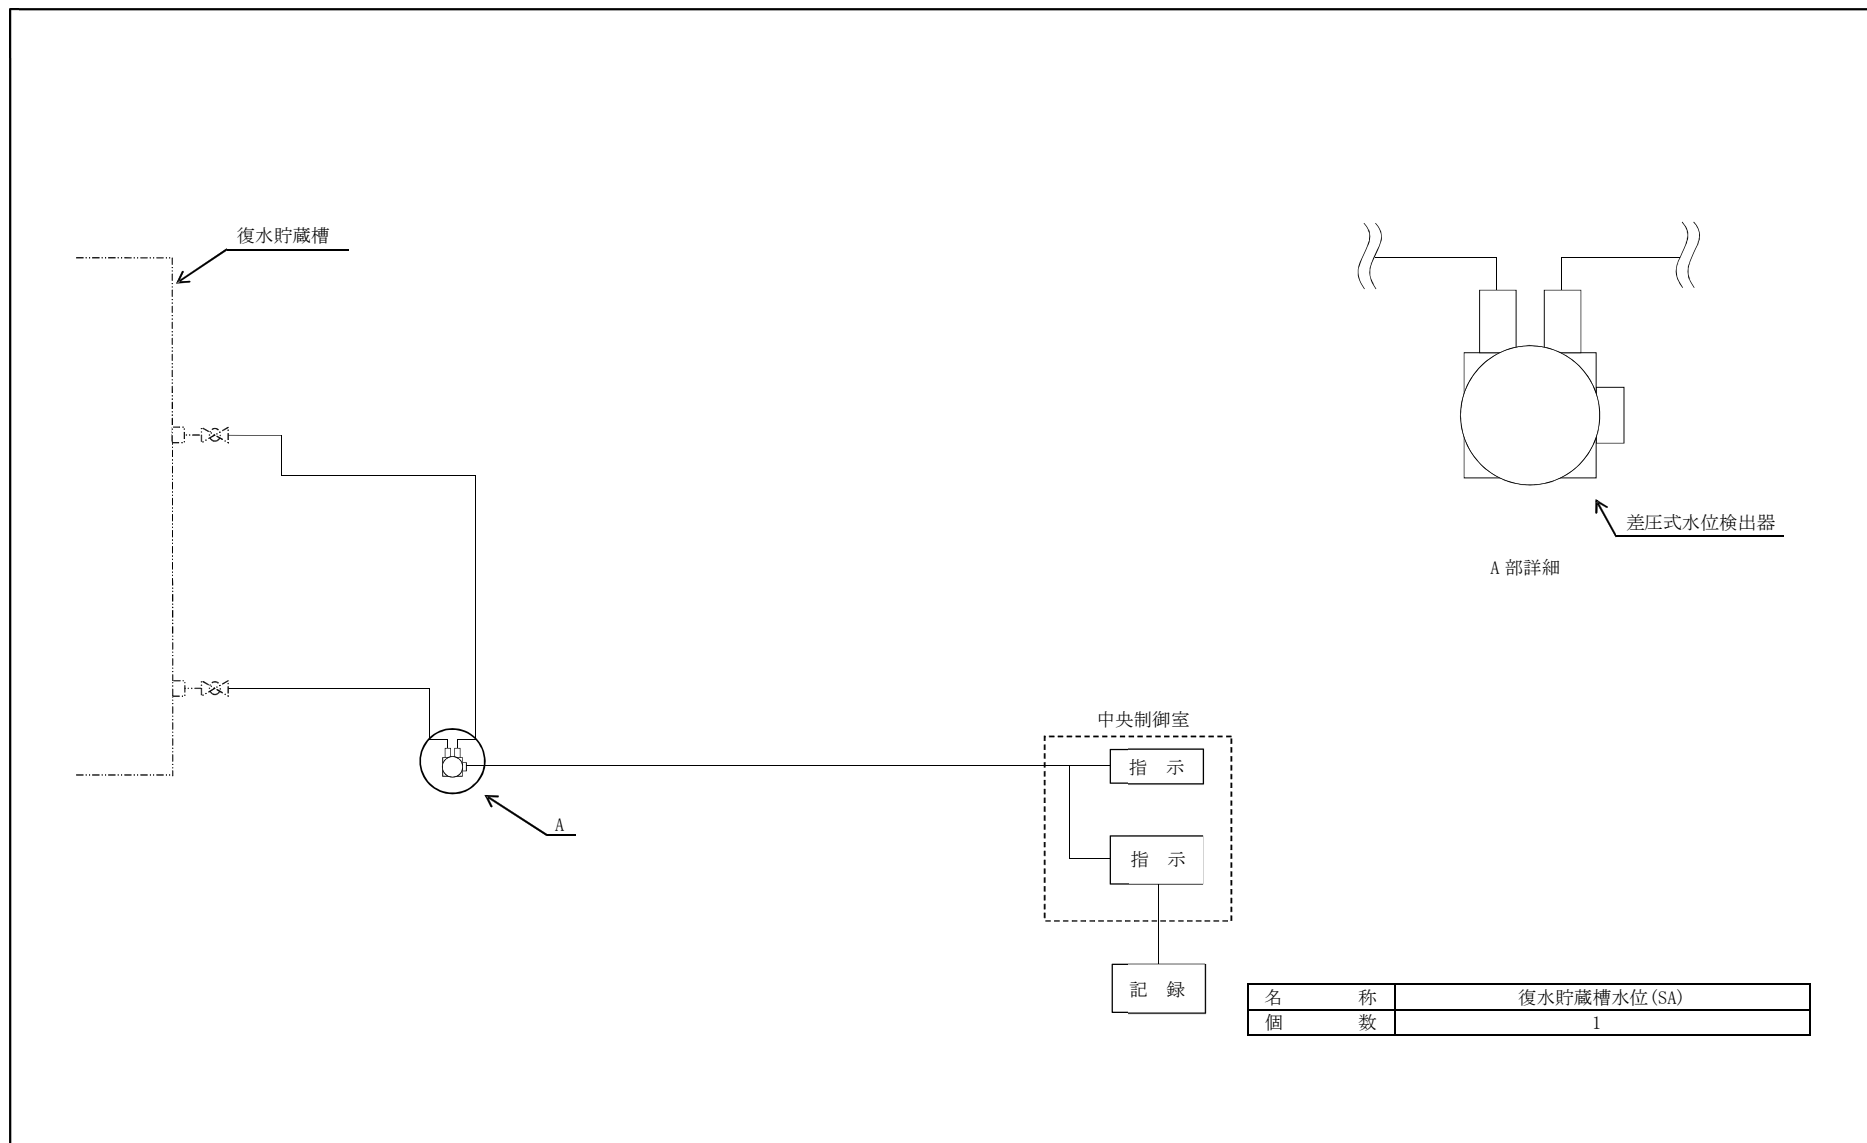 復水貯蔵槽
差圧式水位検出器
A 部詳細
中央制御室
指 示
A
指 示
記 録
名 称 復水貯蔵槽水位(SA)
個 数 1